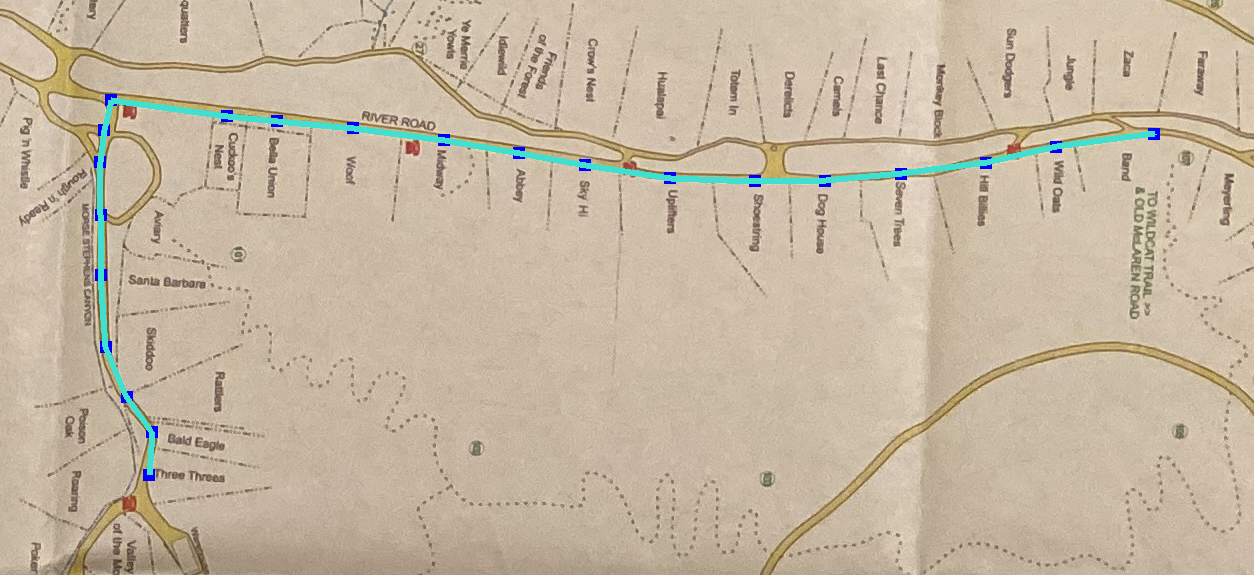 quatters
Ye Merrie
Yowls
Idlewild
Friends
of the Forest
Crow's Nest
Hualapai
Totem In
Derelicts
Camels
Last Chance
Monkey Block
Sun Dodgers
Jungle
Zaca
Faraway
RIVER ROAD
Pig 'n Whistle
Rough 'n Ready
Cuckoo's
Nest
Bella Union
Woof
Midway
Abbey
Sky Hi
Uplifters
Shoestring
Dog House
Seven Trees
Hill Billies
Wild Oats
Band
Meyerling
TO WILDCAT TRAIL >>
& OLD McLAREN ROAD
MORSE STEPHENS CANYON
Aviary
101
Santa Barbara
Skiddoo
Rattlers
Poison
Oak
Bald Eagle
Three Threes
Roaring
Valley
of the Mo
Poker